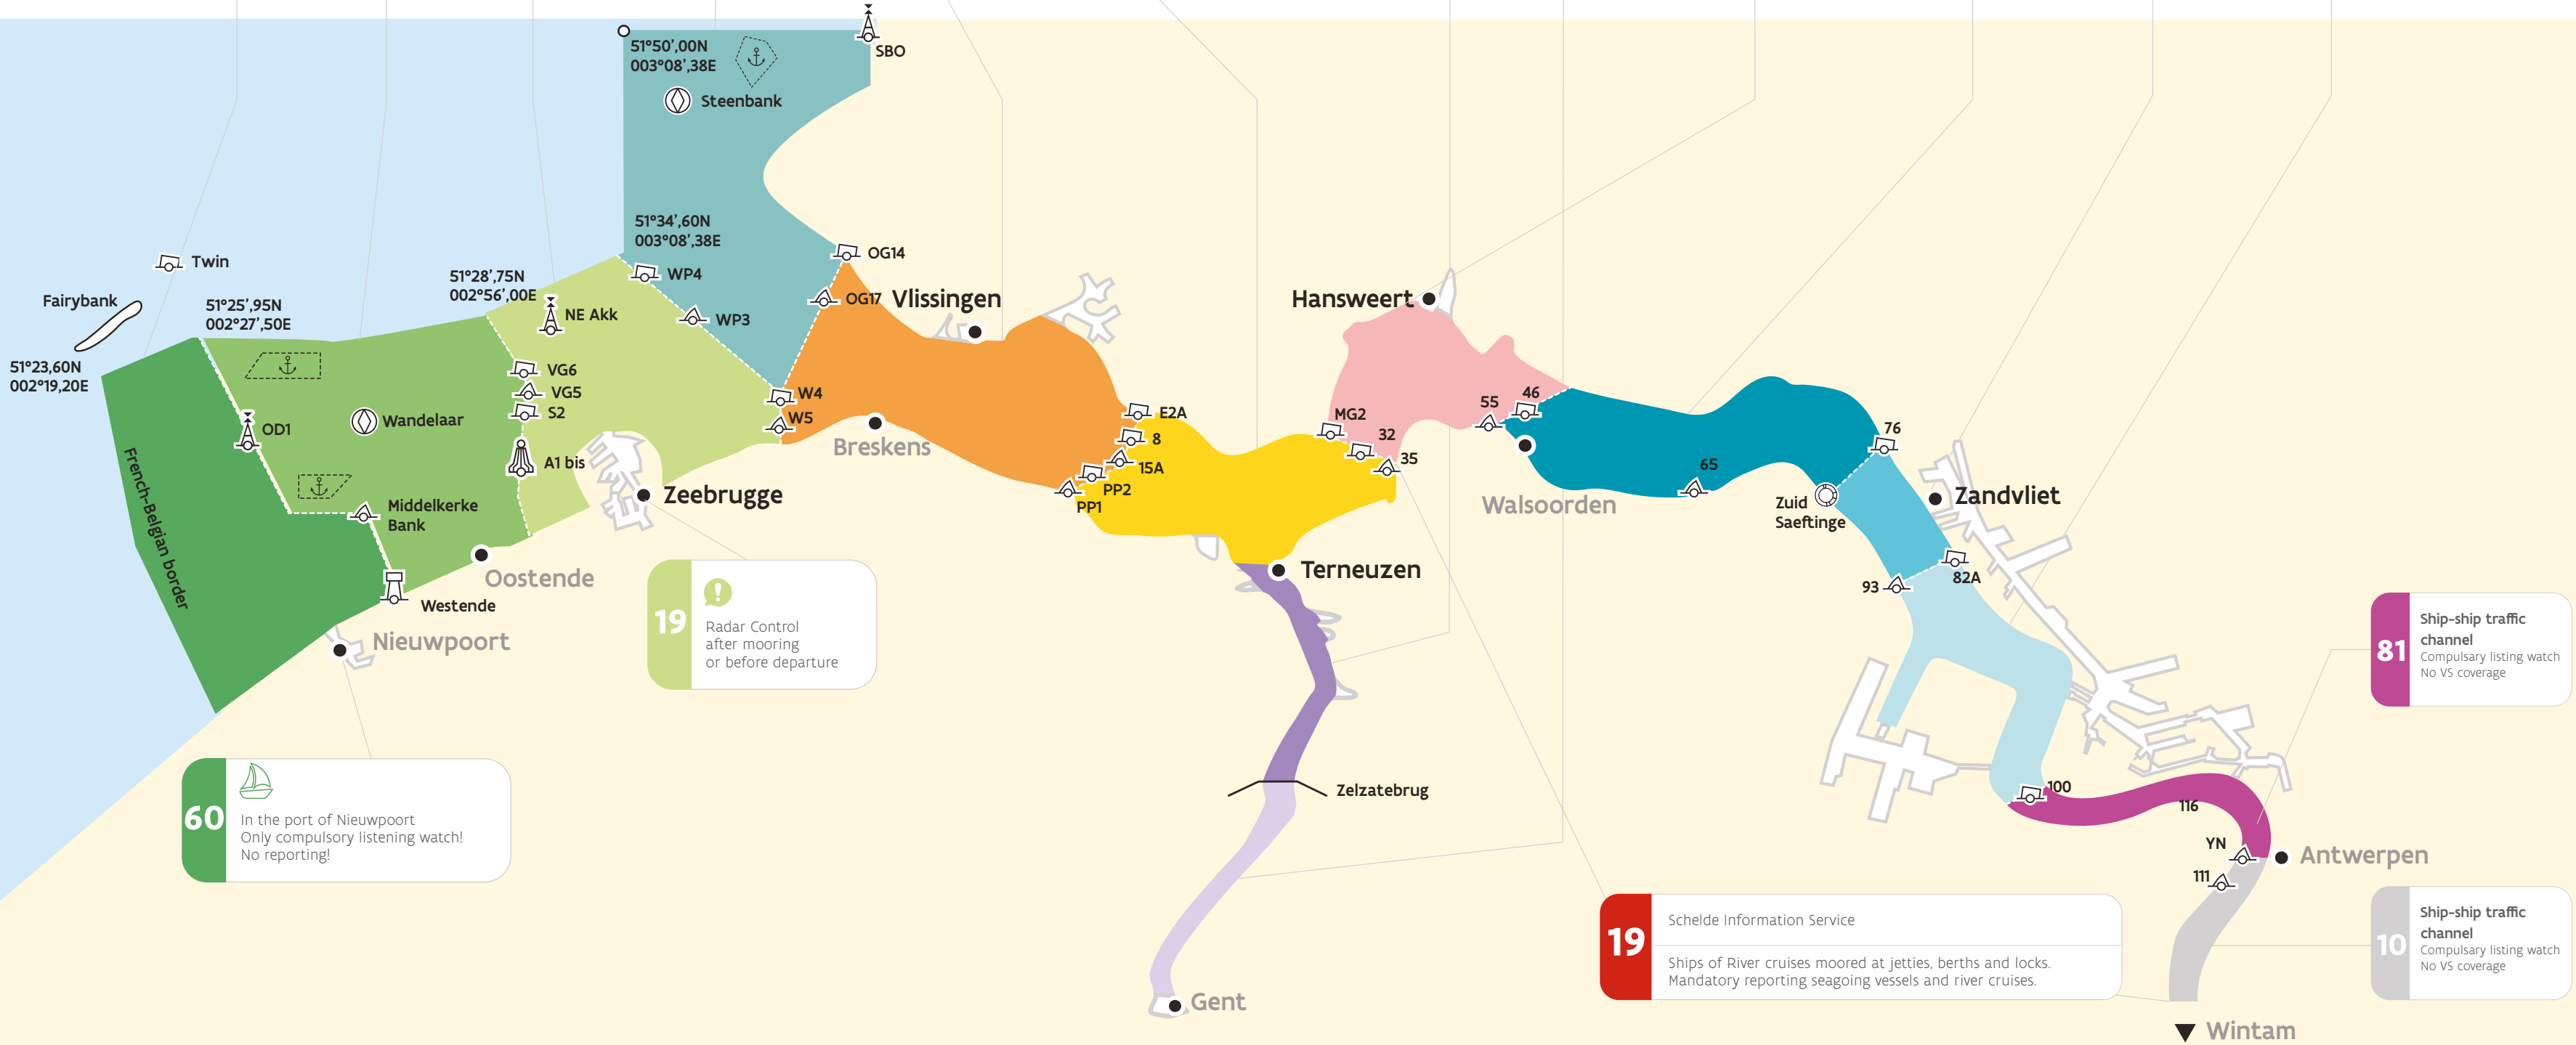 51°50′,00N
003°08′,38E
SBO
Steenbank
51°34′,60N
003°08′,38E
OG14
WP4
Twin
51°28′,75N
002°56′,00E
OG17
Vlissingen
Hansweert
Fairybank
51°25′,95N
002°27′,50E
NE Akk
WP3
51°23,60N
002°19,20E
VG6
VG5
S2
W4
W5
E2A
MG2
55
46
OD1
Wandelaar
Breskens
8
32
76
French-Belgian border
A1 bis
15A
35
65
PP2
PP1
Zeebrugge
Walsoorden
Zuid
Saeftinge
Zandvliet
Middelkerke
Bank
Oostende
Terneuzen
93
82A
Westende
Nieuwpoort
19
Radar Control
after mooring
or before departure
81
Ship-ship traffic
channel
Compulsary listing watch
No VS coverage
Zelzatebrug
100
116
60
In the port of Nieuwpoort
Only compulsory listening watch!
No reporting!
YN
Antwerpen
111
19
Schelde Information Service
Ships of River cruises moored at jetties, berths and locks.
Mandatory reporting seagoing vessels and river cruises.
10
Ship-ship traffic
channel
Compulsary listing watch
No VS coverage
Gent
Wintam